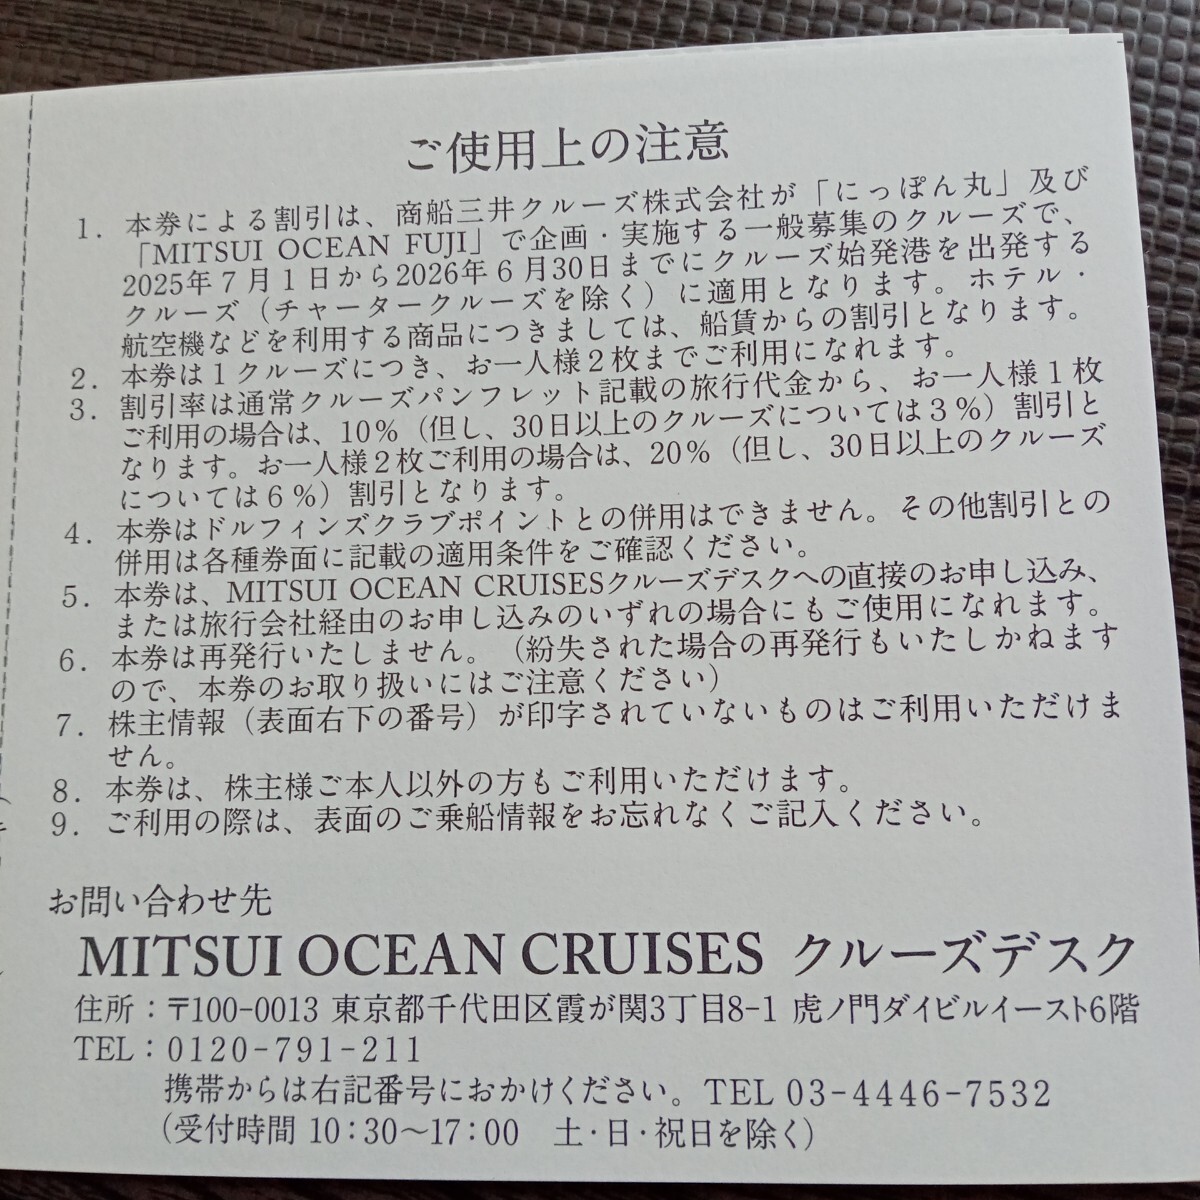 ご使用上の注意
1. 本券による割引は、商船三井クルーズ株式会社が「にっぽん丸」及び
「MITSUI OCEAN FUJI」で企画・実施する一般募集のクルーズで、
2025年7月1日から2026年6月30日までにクルーズ始発港を出発する
クルーズ（チャータークルーズを除く）に適用となります。ホテル・
航空機などを利用する商品につきましては、船賃からの割引となります。
2. 本券は1クルーズにつき、お一人様2枚までご利用になれます。
3. 割引率は通常クルーズパンフレット記載の旅行代金から、お一人様1枚
ご利用の場合は、10%（但し、30日以上のクルーズについては3%）割引と
なります。お一人様2枚ご利用の場合は、20%（但し、30日以上のクルーズ
については6%）割引となります。
4. 本券はドルフィンズクラブポイントとの併用はできません。その他割引との
併用は各種券面に記載の適用条件をご確認ください。
5. 本券は、MITSUI OCEAN CRUISESクルーズデスクへの直接のお申し込み、
または旅行会社経由のお申し込みのいずれの場合にもご使用になれます。
6. 本券は再発行いたしません。（紛失された場合の再発行もいたしかねます
ので、本券のお取り扱いにはご注意ください）
7. 株主情報（表面右下の番号）が印字されていないものはご利用いただけま
せん。
8. 本券は、株主様ご本人以外の方もご利用いただけます。
9. ご利用の際は、表面のご乗船情報をお忘れなくご記入ください。
お問い合わせ先
MITSUI OCEAN CRUISES クルーズデスク
住所：〒100-0013 東京都千代田区霞が関3丁目8-1 虎ノ門ダイビルイースト6階
TEL：0120-791-211
携帯からは右記番号におかけください。TEL 03-4446-7532
（受付時間 10：30〜17：00　土・日・祝日を除く）